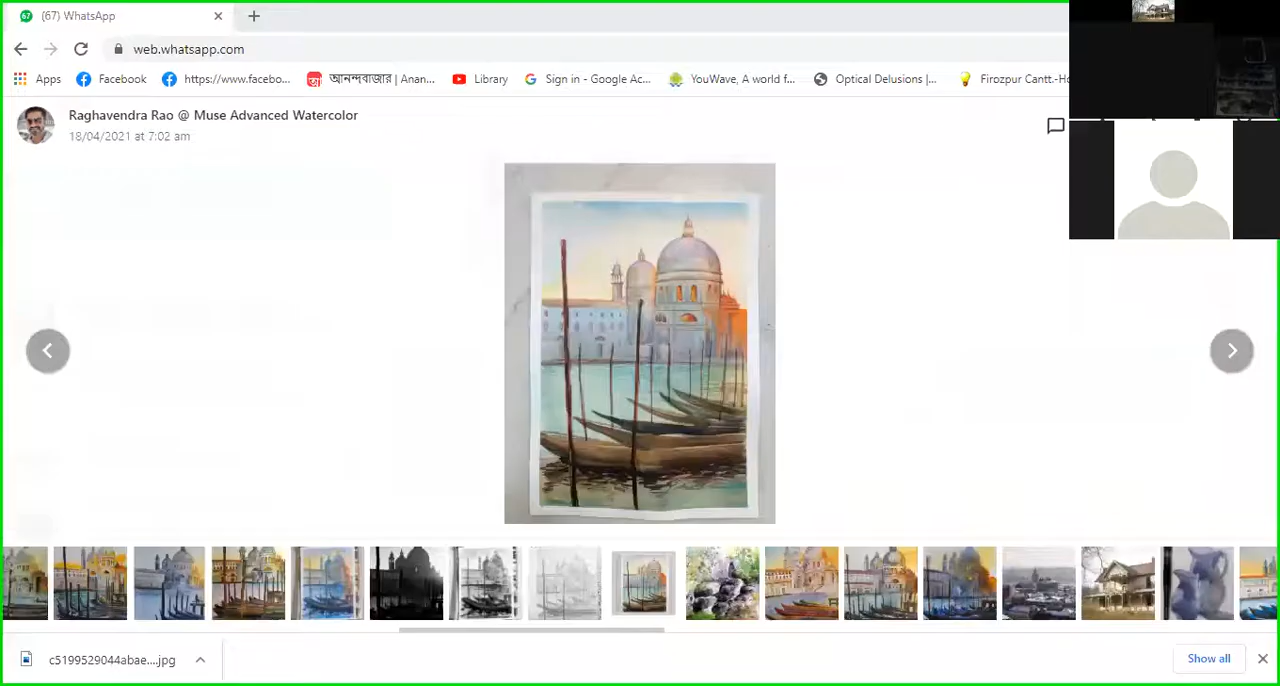 (67) WhatsApp
web.whatsapp.com
Apps Facebook https://www.facebo... আনন্দবাজার | Anan... Library Sign in - Google Ac... YouWave, A world f... Optical Delusions |... Firozpur Cantt.-Ho
Raghavendra Rao @ Muse Advanced Watercolor
18/04/2021 at 7:02 am
c5199529044abae....jpg
Show all